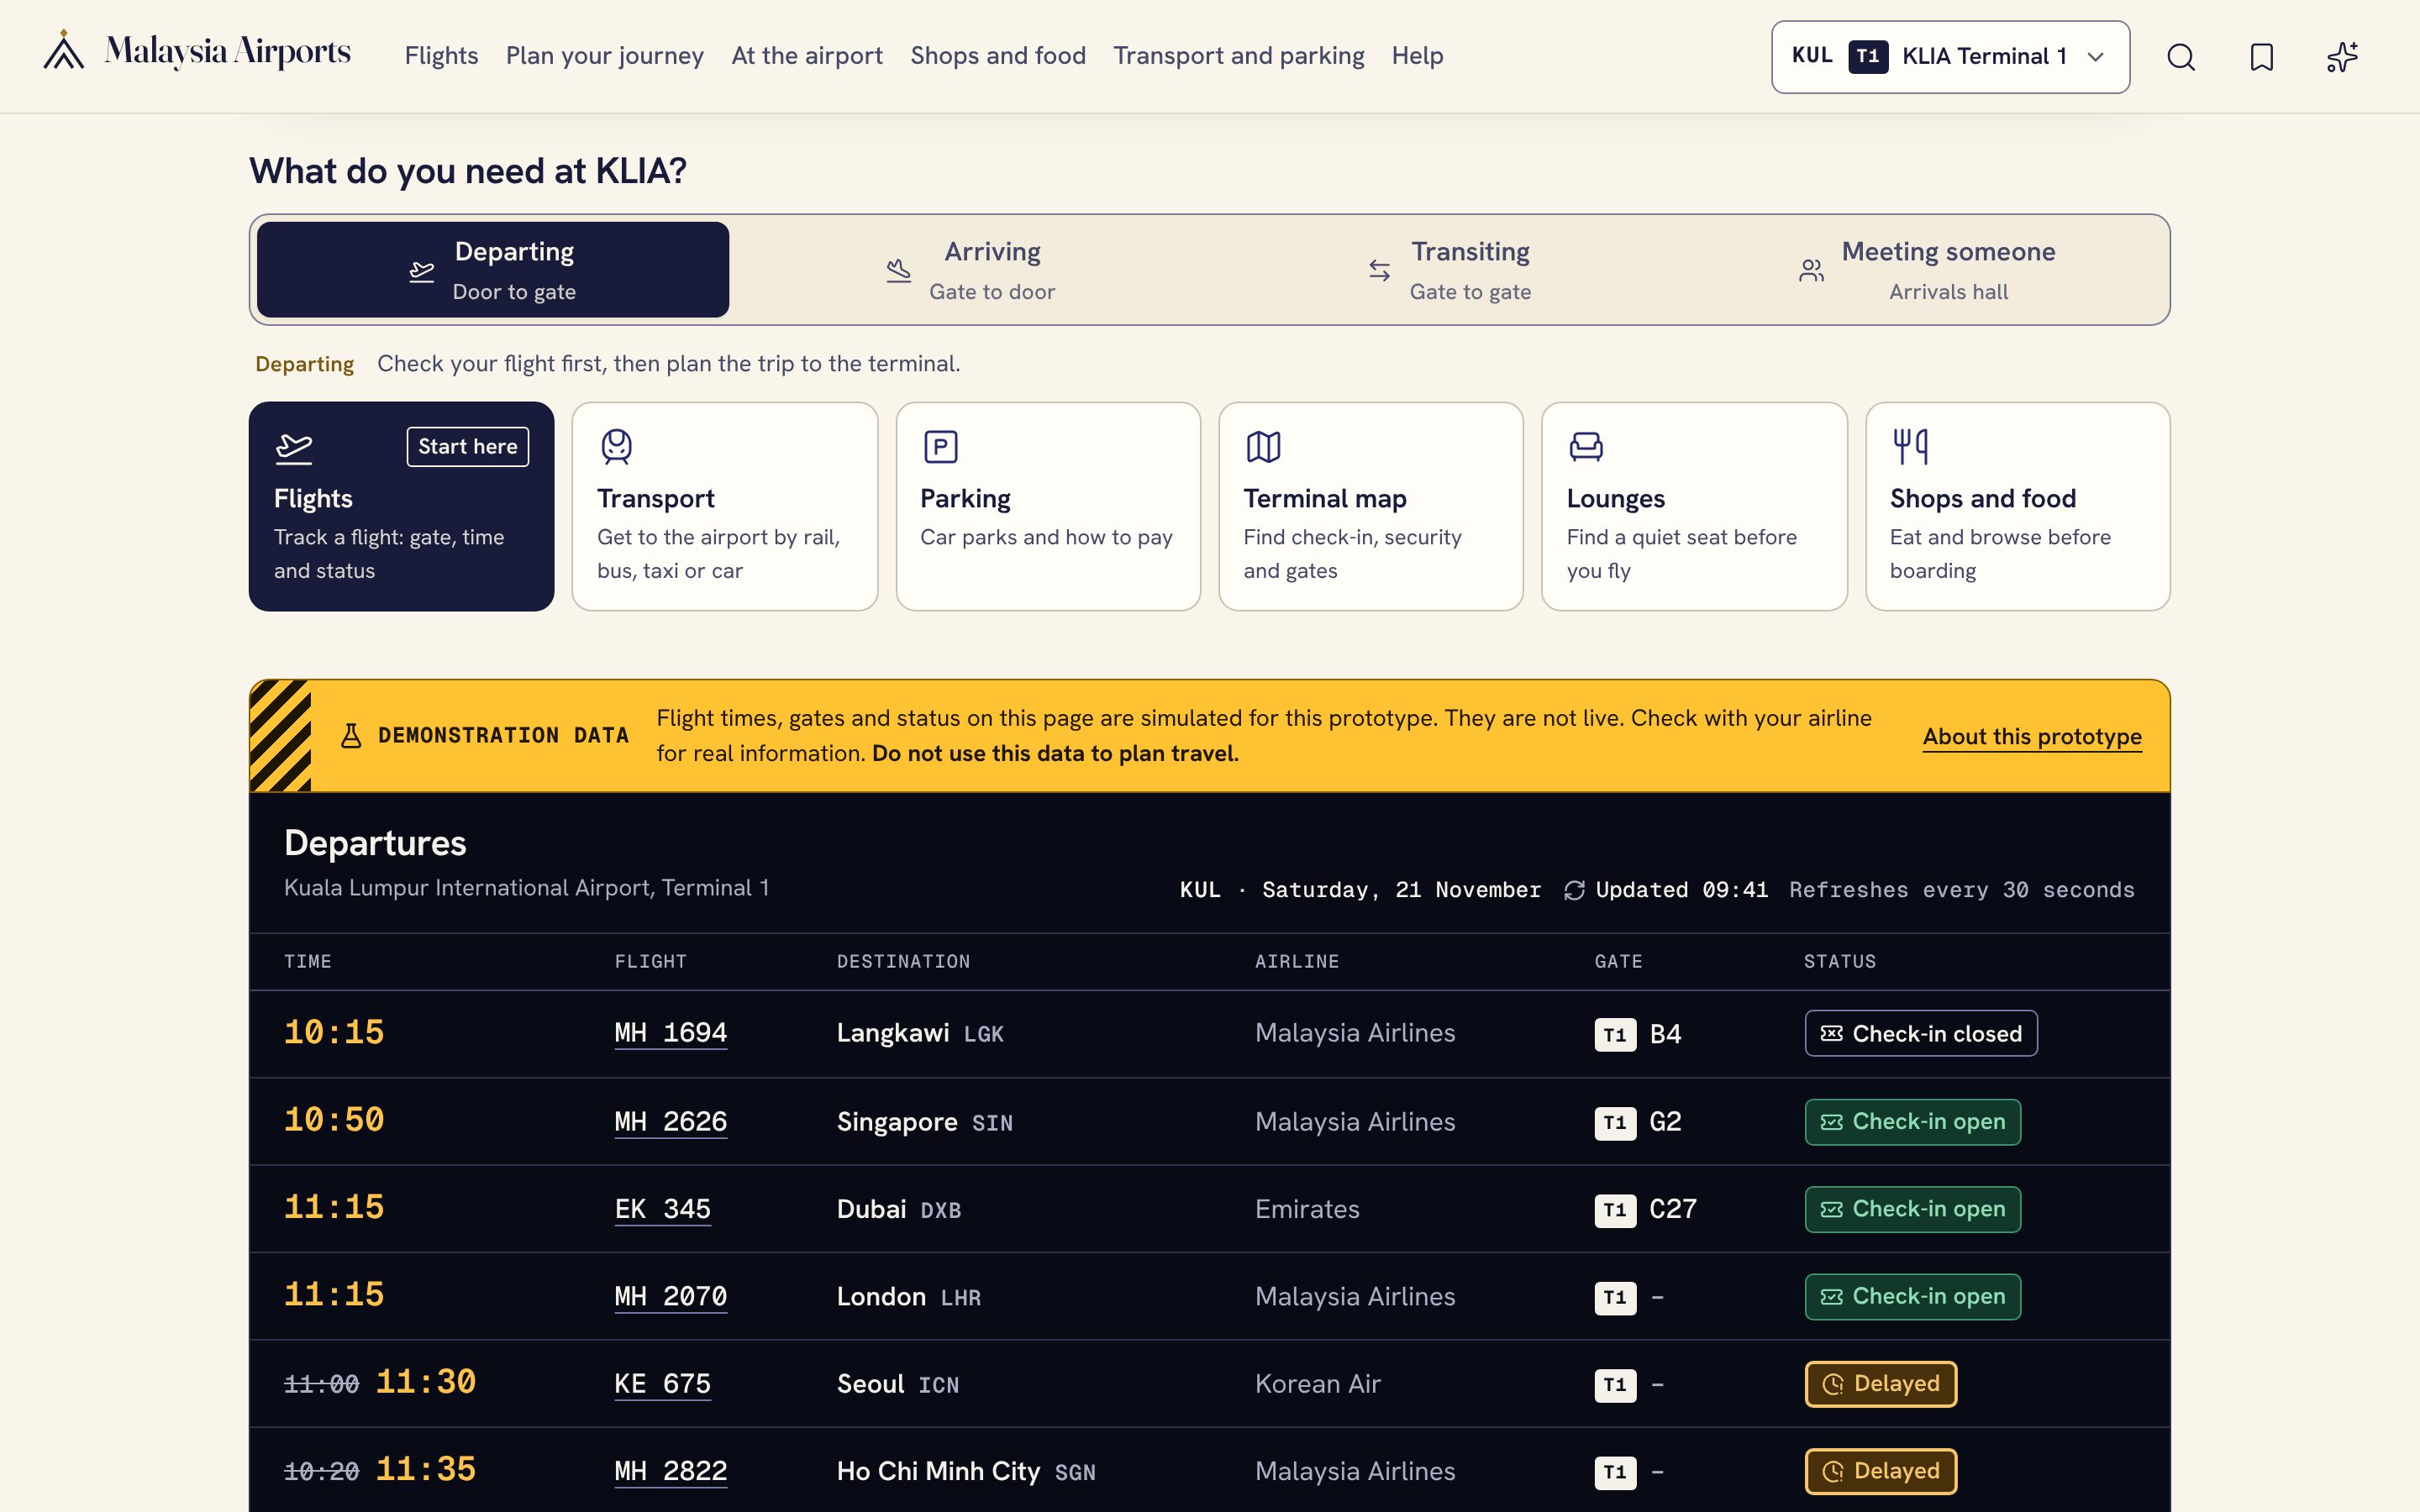 Malaysia Airports
Flights
Plan your journey
At the airport
Shops and food
Transport and parking
Help
KUL T1 KLIA Terminal 1
What do you need at KLIA?
Departing
Door to gate
Arriving
Gate to door
Transiting
Gate to gate
Meeting someone
Arrivals hall
Departing Check your flight first, then plan the trip to the terminal.
Start here
Flights
Track a flight: gate, time
and status
Transport
Get to the airport by rail,
bus, taxi or car
P
Parking
Car parks and how to pay
Terminal map
Find check-in, security
and gates
Lounges
Find a quiet seat before
you fly
Shops and food
Eat and browse before
boarding
DEMONSTRATION DATA
Flight times, gates and status on this page are simulated for this prototype. They are not live. Check with your airline
for real information. Do not use this data to plan travel.
About this prototype
Departures
Kuala Lumpur International Airport, Terminal 1
KUL · Saturday, 21 November Updated 09:41 Refreshes every 30 seconds
TIME FLIGHT DESTINATION AIRLINE GATE STATUS
10:15 MH 1694 Langkawi LGK Malaysia Airlines T1 B4 Check-in closed
10:50 MH 2626 Singapore SIN Malaysia Airlines T1 G2 Check-in open
11:15 EK 345 Dubai DXB Emirates T1 C27 Check-in open
11:15 MH 2070 London LHR Malaysia Airlines T1 – Check-in open
11:00 11:30 KE 675 Seoul ICN Korean Air T1 – Delayed
10:20 11:35 MH 2822 Ho Chi Minh City SGN Malaysia Airlines T1 – Delayed